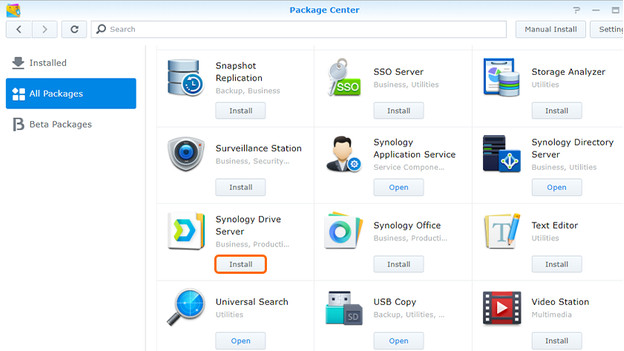 Package Center
Search
Manual Install
Setting
Installed
All Packages
Beta Packages
Snapshot
Replication
Backup, Business
Install
SSO
SSO Server
Business, Utilities
Install
Storage Analyzer
Utilities
Install
Surveillance Station
Business, Security...
Install
Synology
Application Service
Service Compone...
Open
Synology Directory
Server
Business, Utilities
Open
Synology Drive
Server
Business, Producti...
Install
Synology Office
Business, Producti...
Install
T
Text Editor
Utilities
Install
Universal Search
Utilities
Open
SD
USB Copy
Backup, Utilities, ...
Open
Video Station
Multimedia
Install